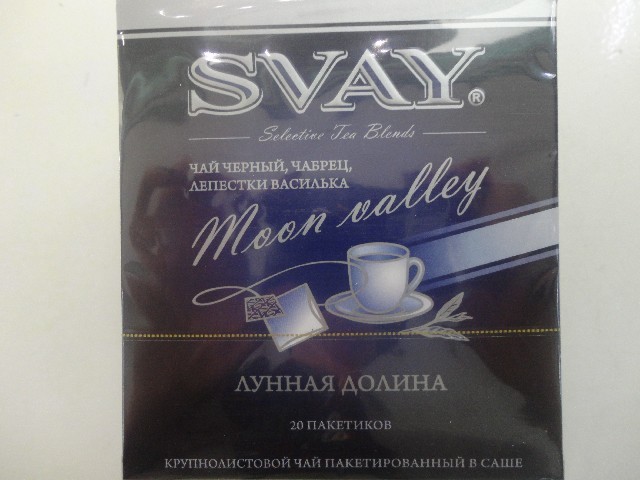 SVAY®
Selective Tea Blends
ЧАЙ ЧЕРНЫЙ, ЧАБРЕЦ,
ЛЕПЕСТКИ ВАСИЛЬКА
Moon valley
ЛУННАЯ ДОЛИНА
20 ПАКЕТИКОВ
КРУПНОЛИСТОВОЙ ЧАЙ ПАКЕТИРОВАННЫЙ В САШЕ